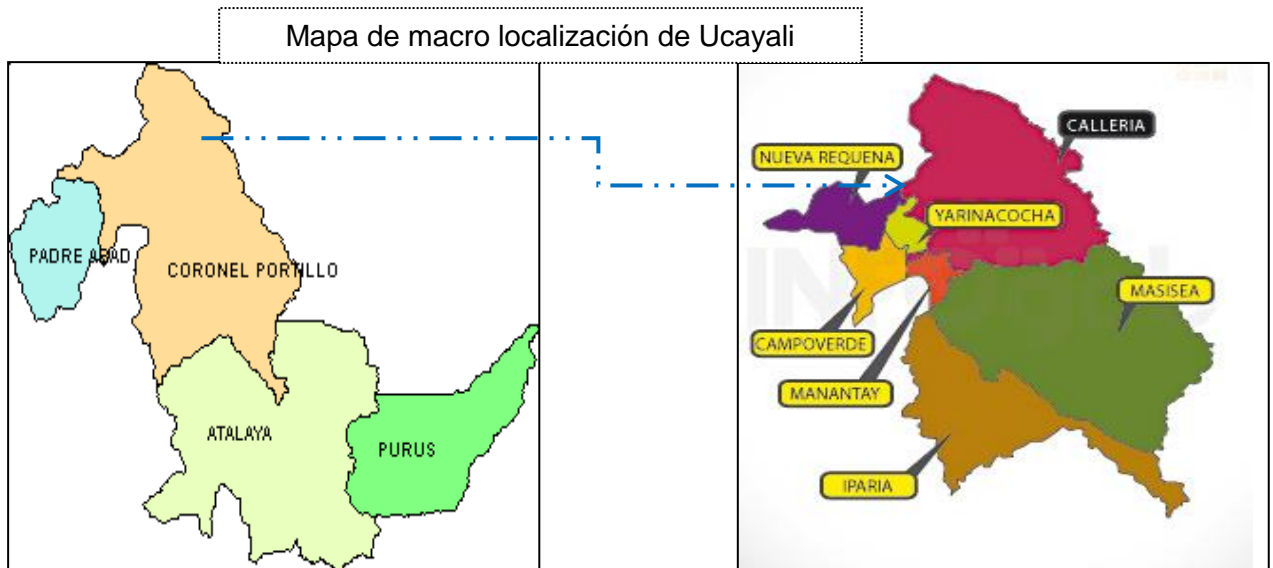 Mapa de macro localización de Ucayali
PADRE ABAD
CORONEL PORTILLO
ATALAYA
PURUS
CALLERIA
NUEVA REQUENA
YARINACOCHA
MASISEA
CAMPOVERDE
MANANTAY
IPARIA